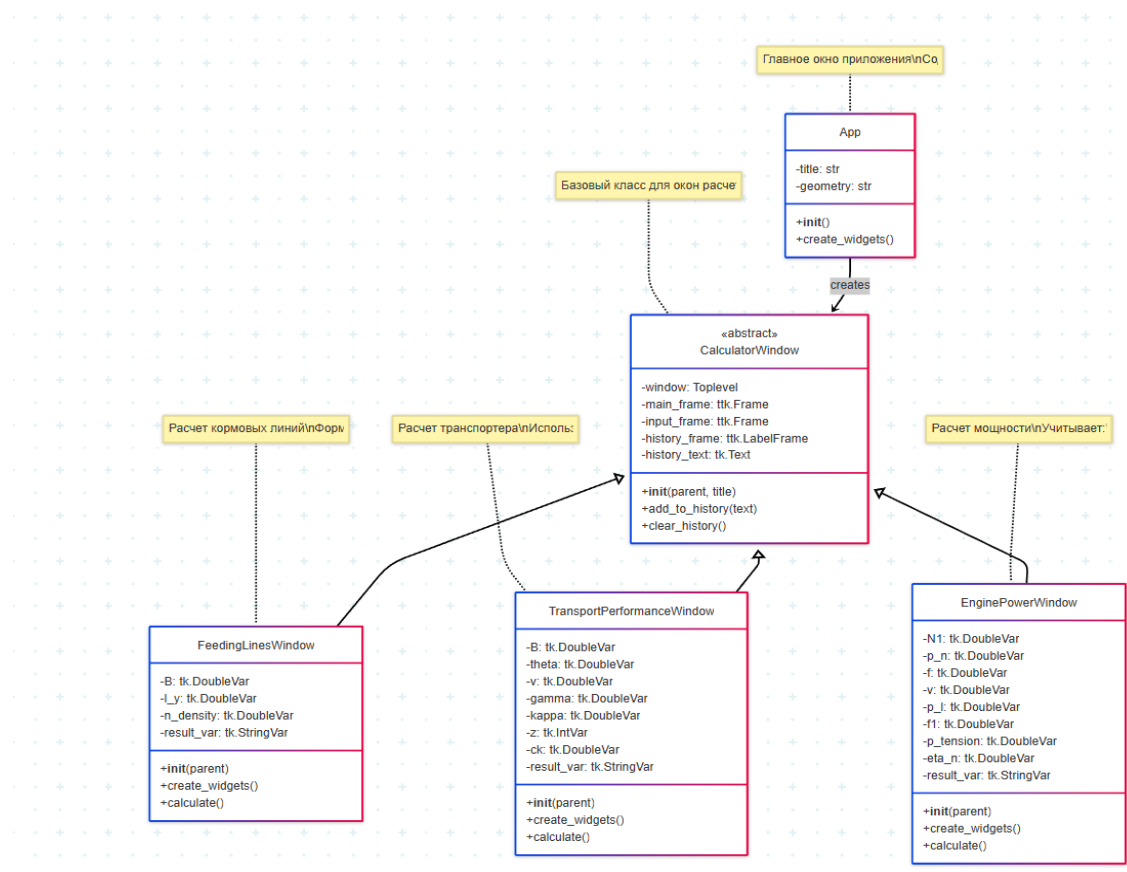 Главное окно приложения\nСо
App
-title: str
-geometry: str
+init()
+create_widgets()
Базовый класс для окон расче
creates
«abstract»
CalculatorWindow
-window: Toplevel
-main_frame: ttk.Frame
-input_frame: ttk.Frame
-history_frame: ttk.LabelFrame
-history_text: tk.Text
+init(parent, title)
+add_to_history(text)
+clear_history()
Расчет кормовых линий\nФорм
Расчет транспортера\nИсполь
Расчет мощности\nУчитывает:
FeedingLinesWindow
-B: tk.DoubleVar
-l_y: tk.DoubleVar
-n_density: tk.DoubleVar
-result_var: tk.StringVar
+init(parent)
+create_widgets()
+calculate()
TransportPerformanceWindow
-B: tk.DoubleVar
-theta: tk.DoubleVar
-v: tk.DoubleVar
-gamma: tk.DoubleVar
-kappa: tk.DoubleVar
-z: tk.IntVar
-ck: tk.DoubleVar
-result_var: tk.StringVar
+init(parent)
+create_widgets()
+calculate()
EnginePowerWindow
-N1: tk.DoubleVar
-p_n: tk.DoubleVar
-f: tk.DoubleVar
-v: tk.DoubleVar
-p_l: tk.DoubleVar
-f1: tk.DoubleVar
-p_tension: tk.DoubleVar
-eta_n: tk.DoubleVar
-result_var: tk.StringVar
+init(parent)
+create_widgets()
+calculate()